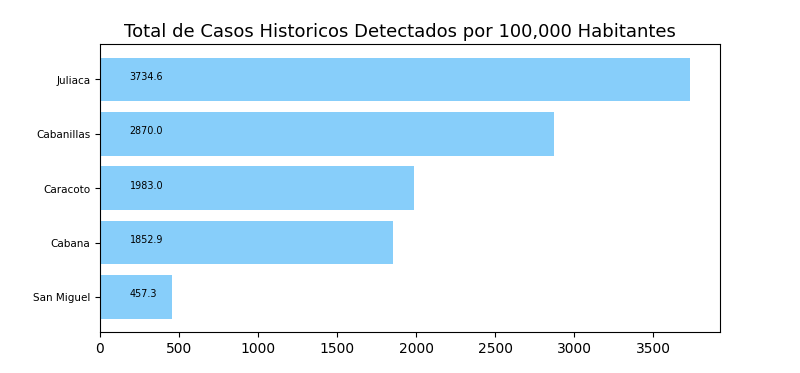 Total de Casos Historicos Detectados por 100,000 Habitantes
Juliaca 3734.6
Cabanillas 2870.0
Caracoto 1983.0
Cabana 1852.9
San Miguel 457.3
0 500 1000 1500 2000 2500 3000 3500